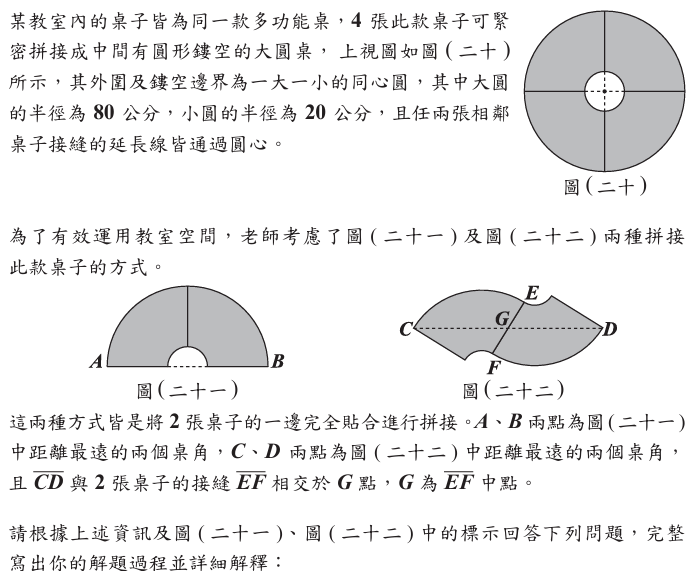 某教室內的桌子皆為同一款多功能桌，4 張此款桌子可緊
密拼接成中間有圓形鏤空的大圓桌，上視圖如圖(二十)
所示，其外圍及鏤空邊界為一大一小的同心圓，其中大圓
的半徑為 80 公分，小圓的半徑為 20 公分，且任兩張相鄰
桌子接縫的延長線皆通過圓心。
圖(二十)
為了有效運用教室空間，老師考慮了圖(二十一)及圖(二十二)兩種拼接
此款桌子的方式。
A B
圖(二十一)
C D E F G
圖(二十二)
這兩種方式皆是將 2 張桌子的一邊完全貼合進行拼接。A、B 兩點為圖(二十一)
中距離最遠的兩個桌角，C、D 兩點為圖(二十二)中距離最遠的兩個桌角，
且 CD 與 2 張桌子的接縫 EF 相交於 G 點，G 為 EF 中點。
請根據上述資訊及圖(二十一)、圖(二十二)中的標示回答下列問題，完整
寫出你的解題過程並詳細解釋：